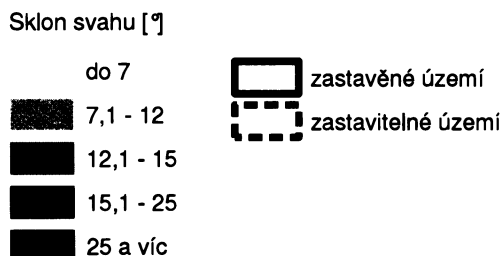 Sklon svahu [°]
do 7
7,1 - 12
12,1 - 15
15,1 - 25
25 a víc
zastavěné území
zastavitelné území